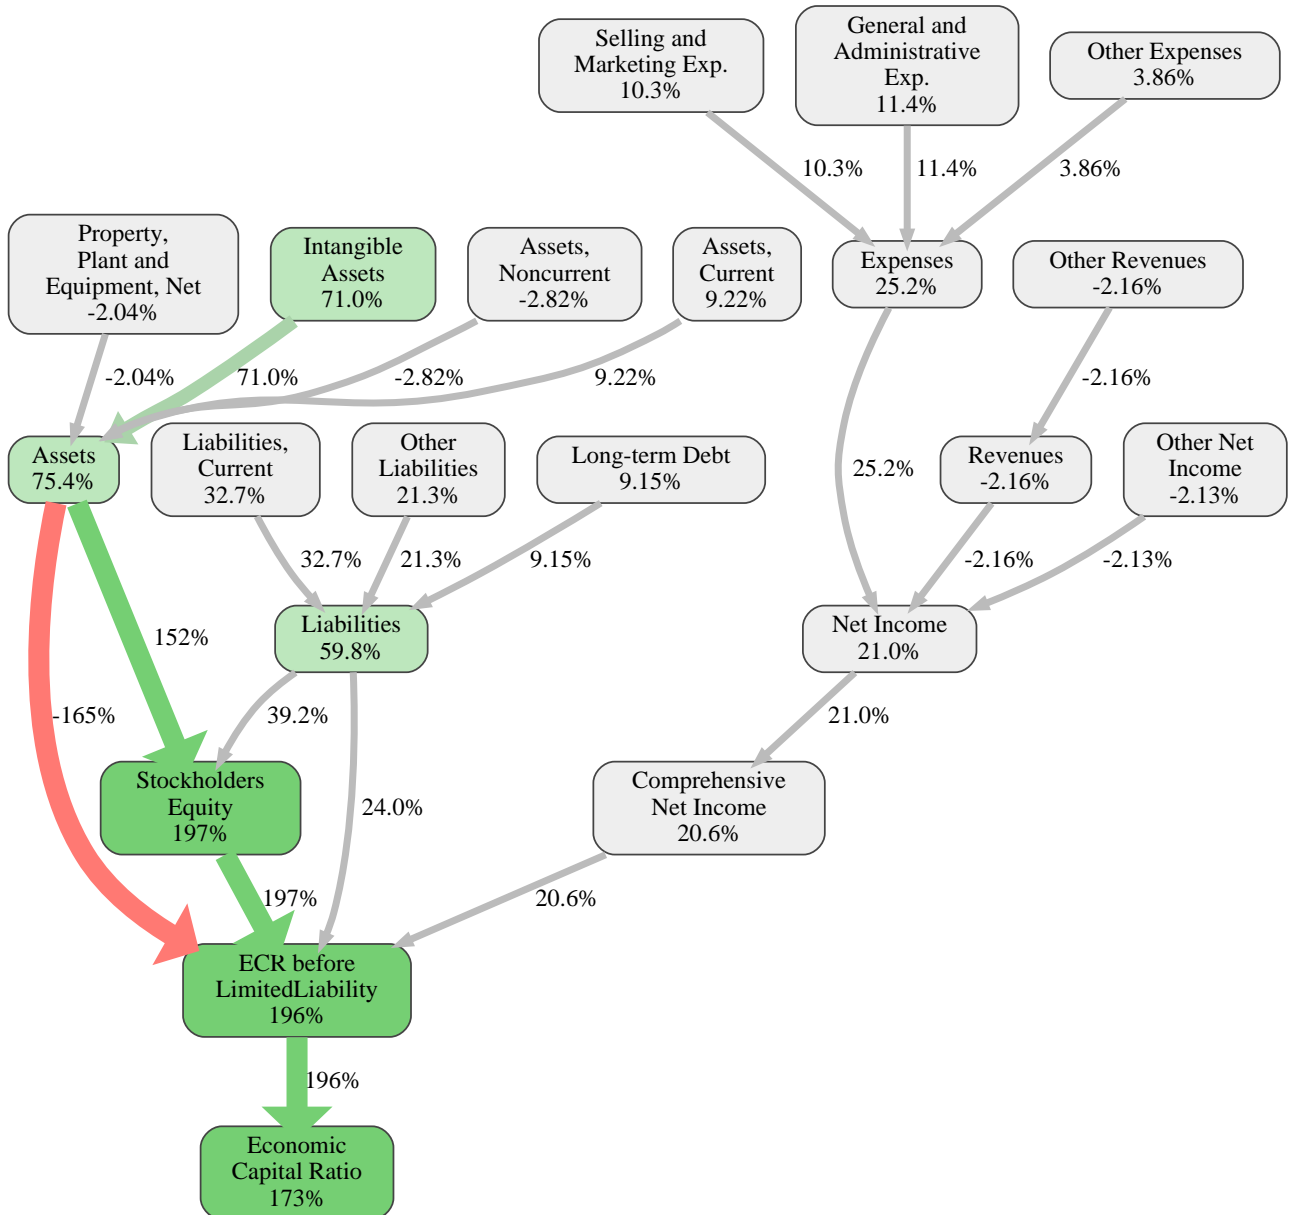 Selling and
Marketing Exp.
10.3%
General and
Administrative
Exp.
11.4%
Other Expenses
3.86%
10.3%
11.4%
3.86%
Property,
Plant and
Equipment, Net
-2.04%
Intangible
Assets
71.0%
Assets,
Noncurrent
-2.82%
Assets,
Current
9.22%
Expenses
25.2%
Other Revenues
-2.16%
-2.04%
71.0%
-2.82%
9.22%
-2.16%
Assets
75.4%
Liabilities,
Current
32.7%
Other
Liabilities
21.3%
Long-term Debt
9.15%
25.2%
Revenues
-2.16%
Other Net
Income
-2.13%
32.7%
21.3%
9.15%
-2.16%
-2.13%
152%
Liabilities
59.8%
Net Income
21.0%
-165%
39.2%
21.0%
Stockholders
Equity
197%
24.0%
Comprehensive
Net Income
20.6%
197%
20.6%
ECR before
LimitedLiability
196%
196%
Economic
Capital Ratio
173%